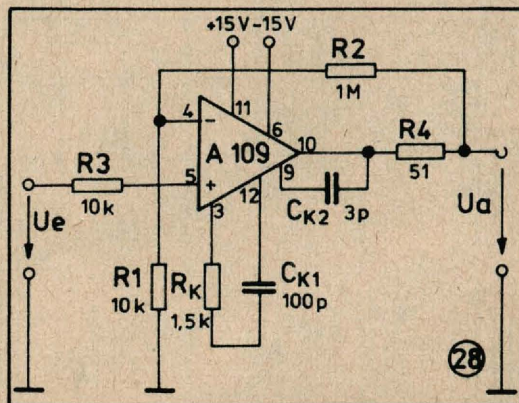 +15V -15V
R2
1M
4
−
11
6
10
R4
51
A 109
R3
10k
5
+
9
3
12
CK2
3p
Ue
Ua
R1
10k
RK
1,5k
CK1
100p
28